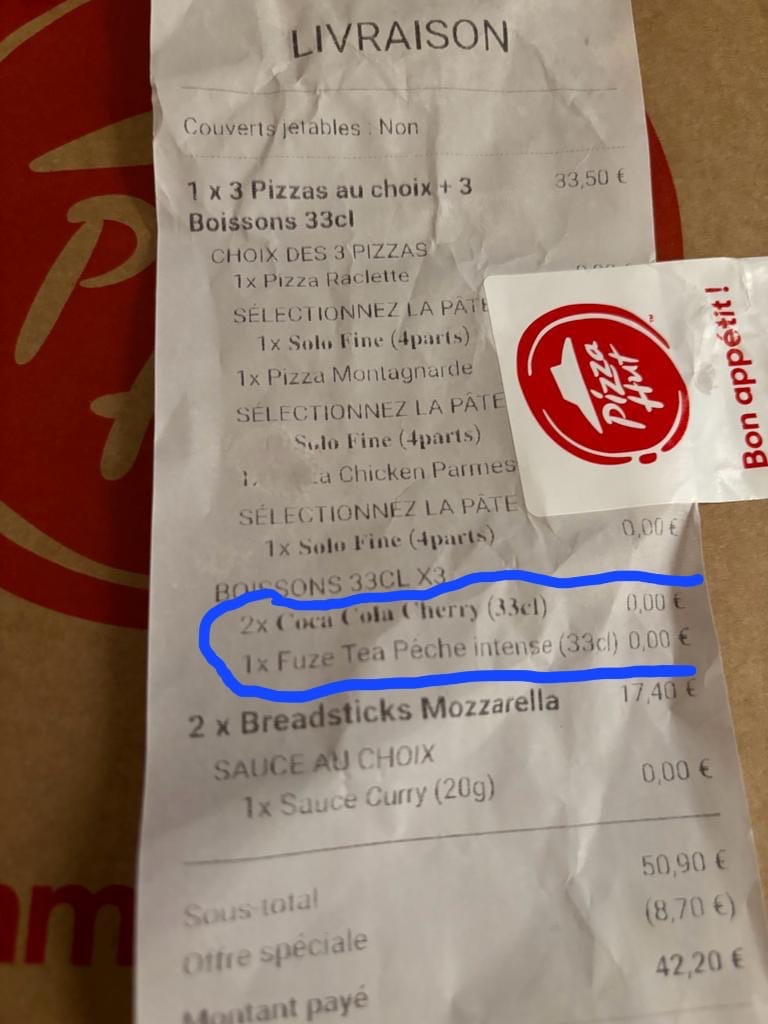 LIVRAISON
Couverts jetables : Non
1 x 3 Pizzas au choix + 3 33,50 €
Boissons 33cl
CHOIX DES 3 PIZZAS
1x Pizza Raclette
SÉLECTIONNEZ LA PÂTE
1x Solo Fine (4parts)
1x Pizza Montagnarde
SÉLECTIONNEZ LA PÂTE
Solo Fine (4parts)
Chicken Parmes
SÉLECTIONNEZ LA PÂTE
1x Solo Fine (4parts) 0,00 €
BOISSONS 33CL X3
2x Coca Cola Cherry (33cl) 0,00 €
1x Fuze Tea Pêche intense (33cl) 0,00 €
2 x Breadsticks Mozzarella 17,40 €
SAUCE AU CHOIX
1x Sauce Curry (20g) 0,00 €
Sous-total 50,90 €
Offre spéciale (8,70 €)
Montant payé 42,20 €
Pizza
Hut
Bon appétit !